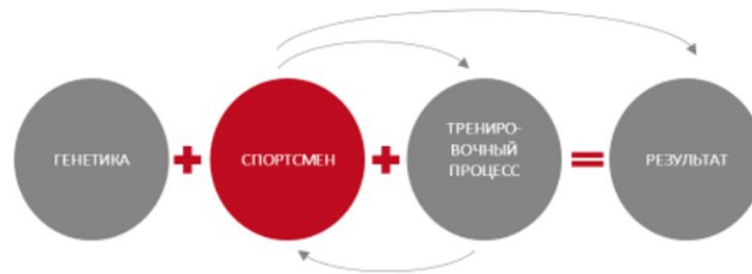 ГЕНЕТИКА
+
СПОРТСМЕН
+
ТРЕНИРО-
ВОЧНЫЙ
ПРОЦЕСС
=
РЕЗУЛЬТАТ